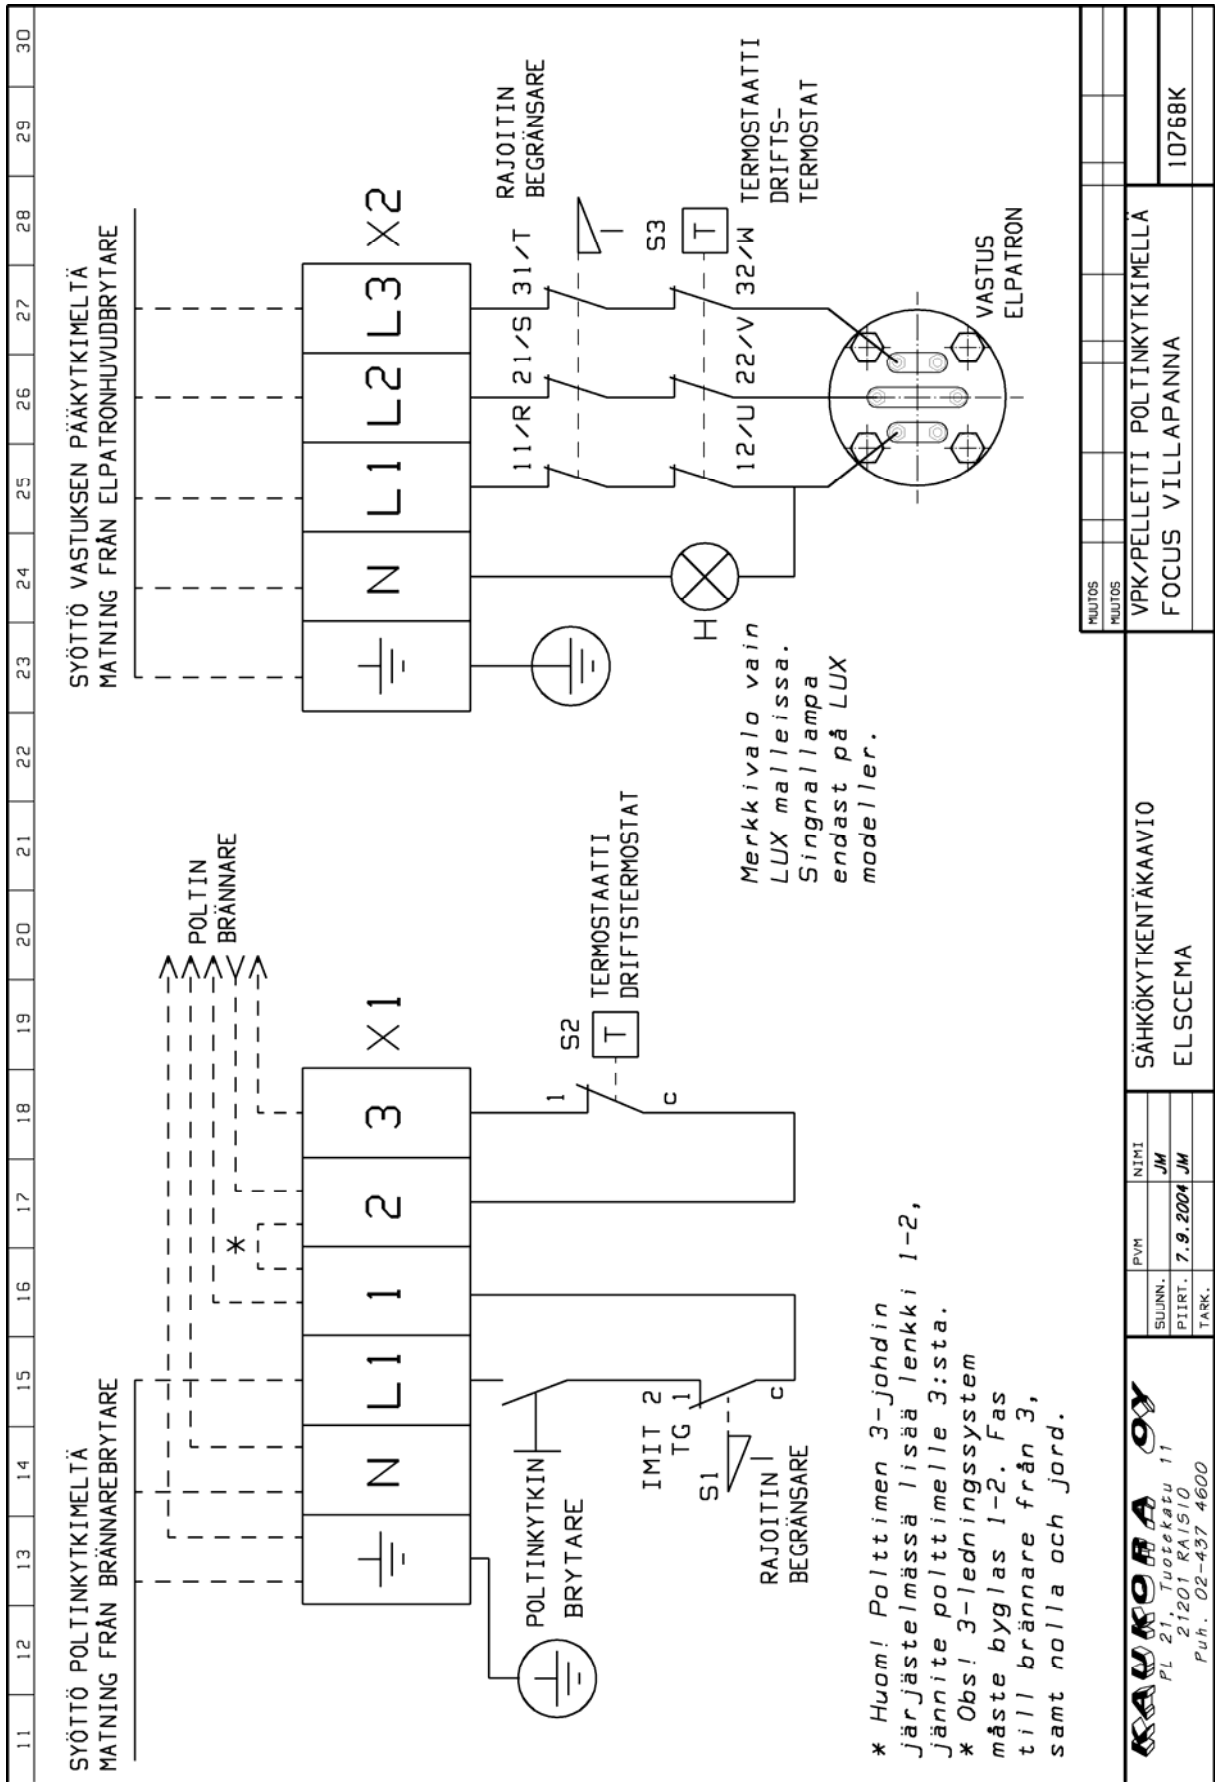 11 12 13 14 15 16 17 18 19 20 21 22 23 24 25 26 27 28 29 30
SYÖTTÖ POLTINKYTKIMELTÄ
MATNING FRÅN BRÄNNAREBRYTARE
POLTIN
BRÄNNARE
*
N L1 1 2 3 X1
POLTINKYTKIN
BRYTARE
IMIT 2
TG 1
S1
c
RAJOITIN
BEGRÄNSARE
1
c
S2
T
TERMOSTAATTI
DRIFTSTERMOSTAT
* Huom! Polttimen 3-johdin
järjästelmässä lisää lenkki 1-2,
jännite polttimelle 3:sta.
* Obs! 3-ledningssystem
måste byglas 1-2. Fas
till brännare från 3,
samt nolla och jord.
SYÖTTÖ VASTUKSEN PÄÄKYTKIMELTÄ
MATNING FRÅN ELPATRONHUVUDBRYTARE
N L1 L2 L3 X2
11/R 21/S 31/T
RAJOITIN
BEGRÄNSARE
S3
T
12/U 22/V 32/W
TERMOSTAATTI
DRIFTS-
TERMOSTAT
H
Merkkivalo vain
LUX malleissa.
Singnallampa
endast på LUX
modeller.
VASTUS
ELPATRON
KAUKORA OY
PL 21, Tuotekatu 11
21201 RAISIO
Puh. 02-437 4600
PVM NIMI
SUUNN. JM
PIIRT. 7.9.2004 JM
TARK.
SÄHKÖKYTKENTÄKAAVIO
ELSCEMA
MUUTOS
MUUTOS
VPK/PELLETTI POLTINKYTKIMELLÄ
FOCUS VILLAPANNA
10768K